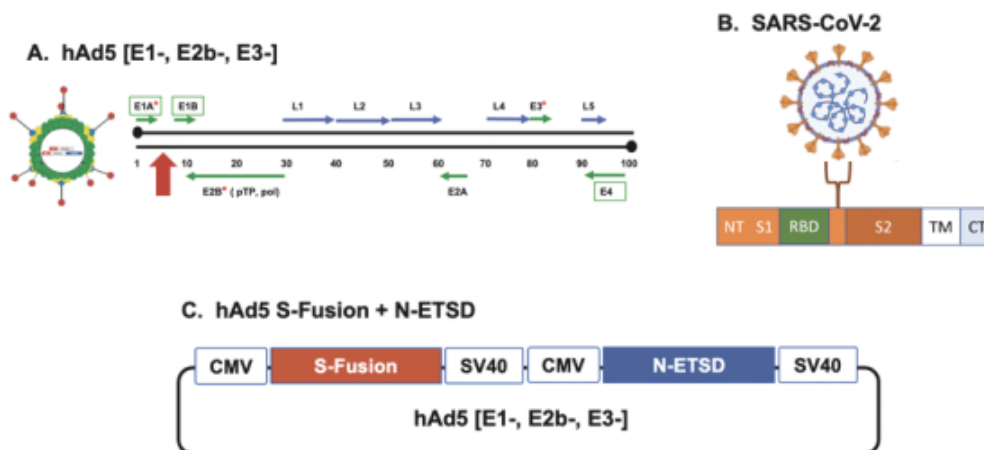 A. hAd5 [E1-, E2b-, E3-]
E1A* E1B L1 L2 L3 L4 E3* L5
1 10 20 30 40 50 60 70 80 90 100
E2B* ( pTP, pol) E2A E4
B. SARS-CoV-2
NT S1 RBD S2 TM CT
C. hAd5 S-Fusion + N-ETSD
CMV S-Fusion SV40 CMV N-ETSD SV40
hAd5 [E1-, E2b-, E3-]